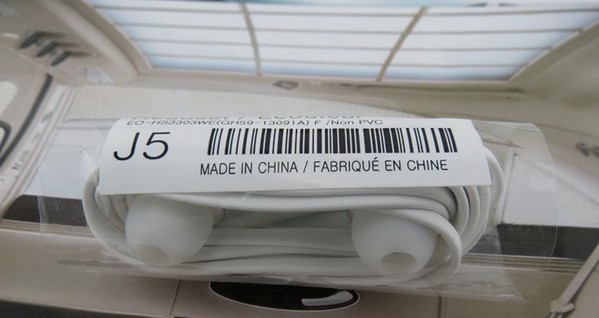 EO-HS3303WE(GH59-13091A) F /Non PVC
J5
MADE IN CHINA / FABRIQUÉ EN CHINE